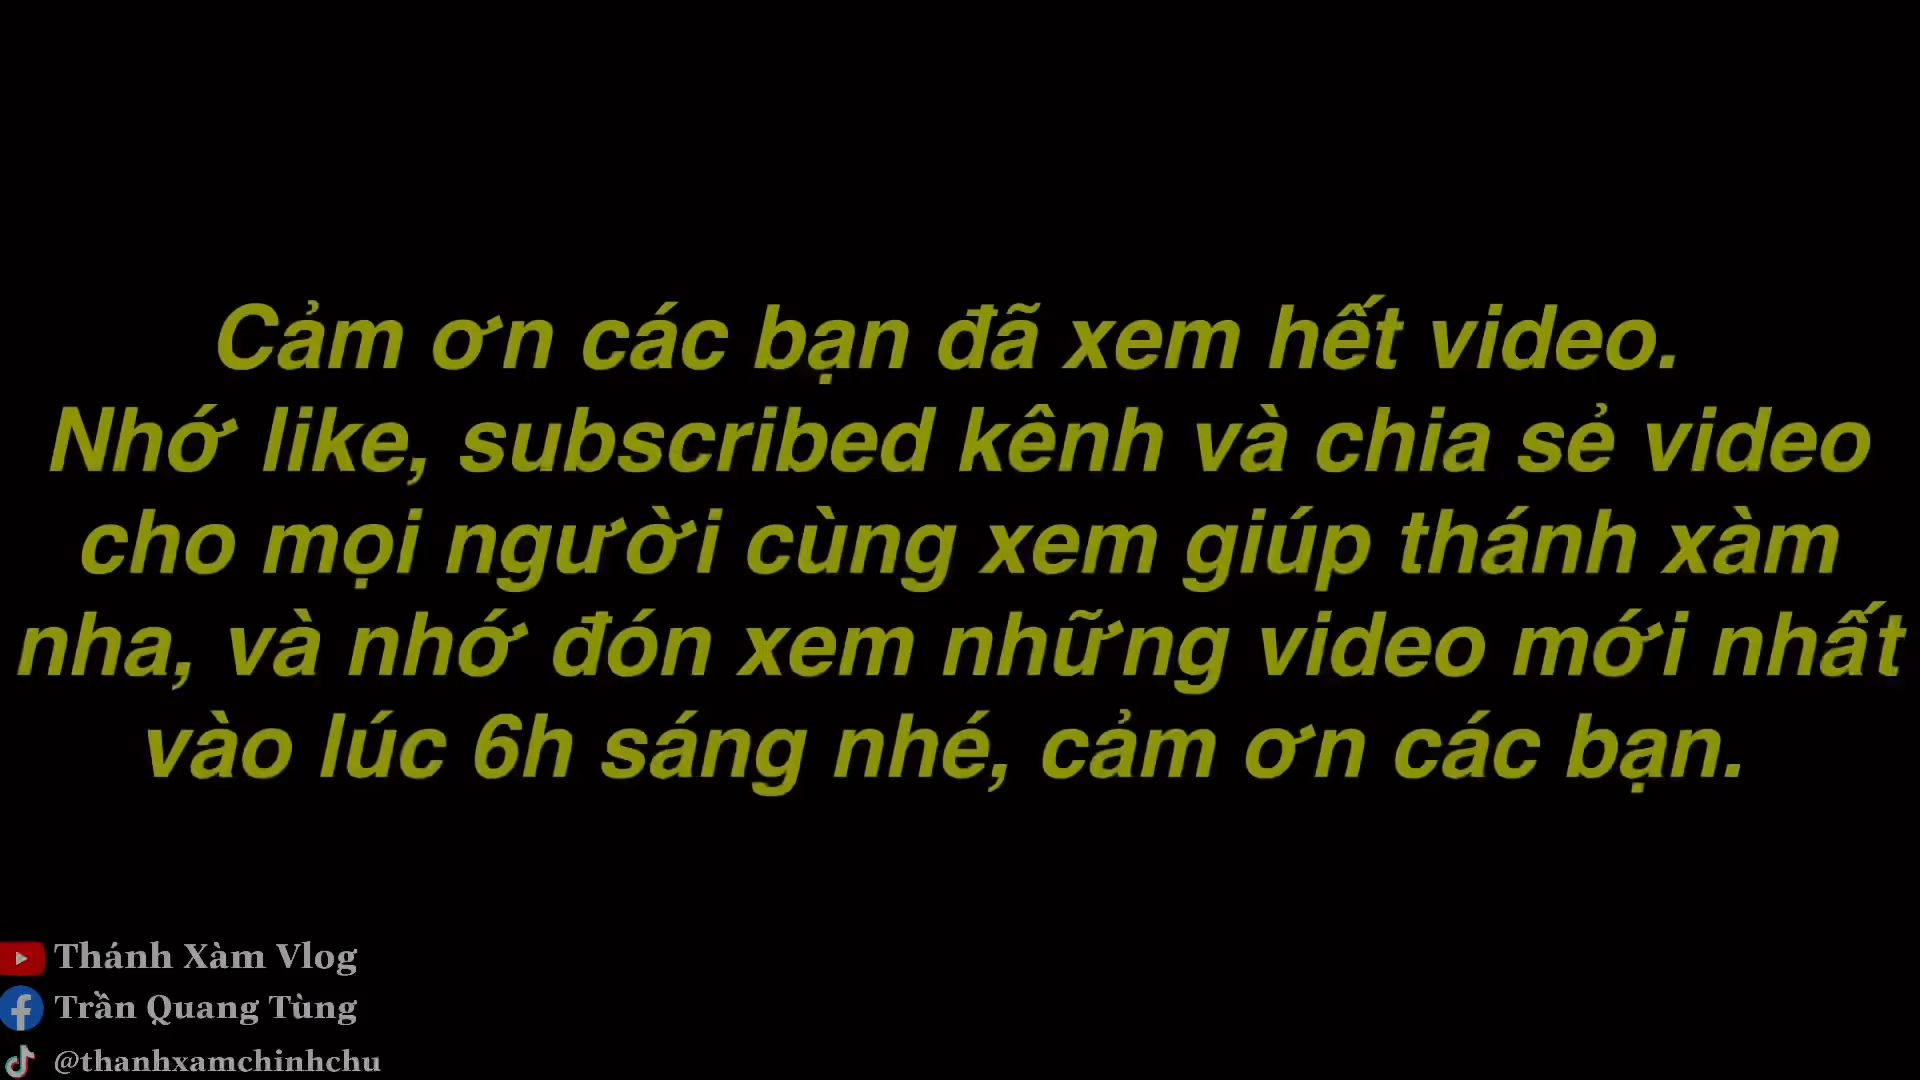 Cảm ơn các bạn đã xem hết video.
Nhớ like, subscribed kênh và chia sẻ video
cho mọi người cùng xem giúp thánh xàm
nha, và nhớ đón xem những video mới nhất
vào lúc 6h sáng nhé, cảm ơn các bạn.
Thánh Xàm Vlog
Trần Quang Tùng
@thanhxamchinhchu